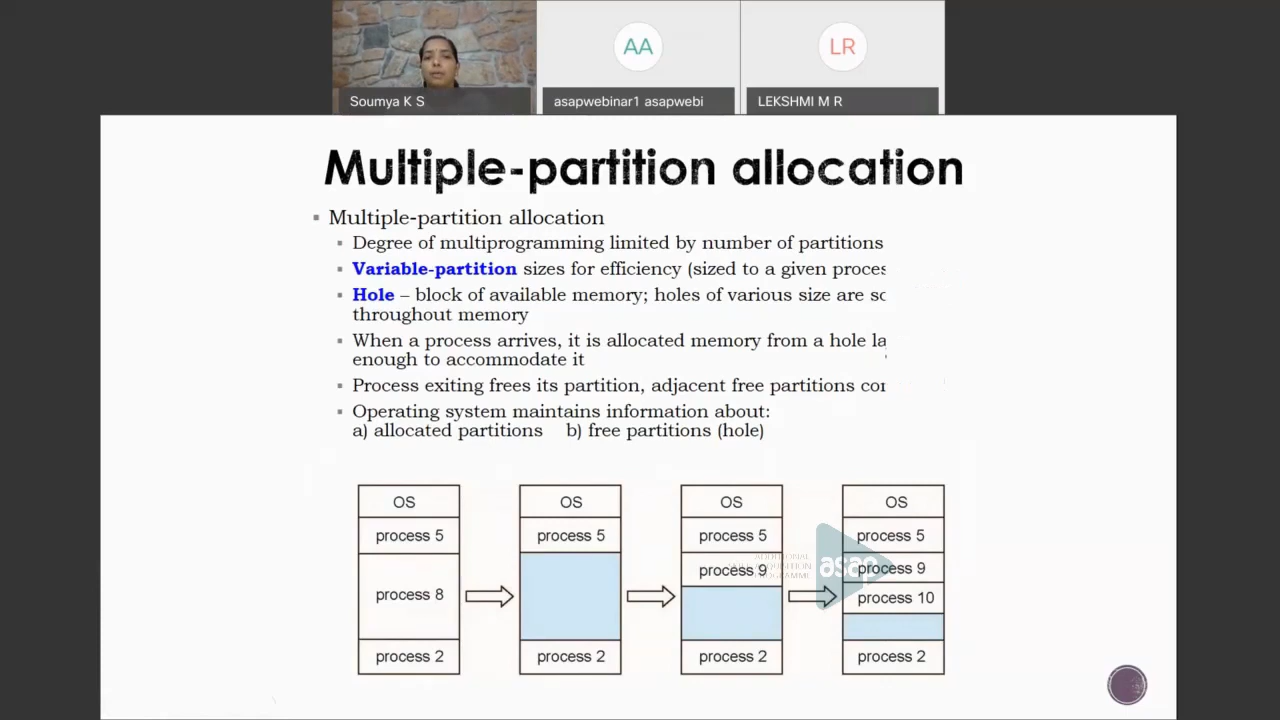 AA
LR
Soumya K S
asapwebinar1 asapwebi
LEKSHMI M R
Multiple-partition allocation
▪ Multiple-partition allocation
▪ Degree of multiprogramming limited by number of partitions
▪ Variable-partition sizes for efficiency (sized to a given proces
▪ Hole – block of available memory; holes of various size are sc
throughout memory
▪ When a process arrives, it is allocated memory from a hole la
enough to accommodate it
▪ Process exiting frees its partition, adjacent free partitions co
▪ Operating system maintains information about:
a) allocated partitions b) free partitions (hole)
OS
process 5
process 8
process 2
OS
process 5
process 2
OS
process 5
process 9
process 2
OS
process 5
process 9
process 10
process 2
asap
PROGRAMME